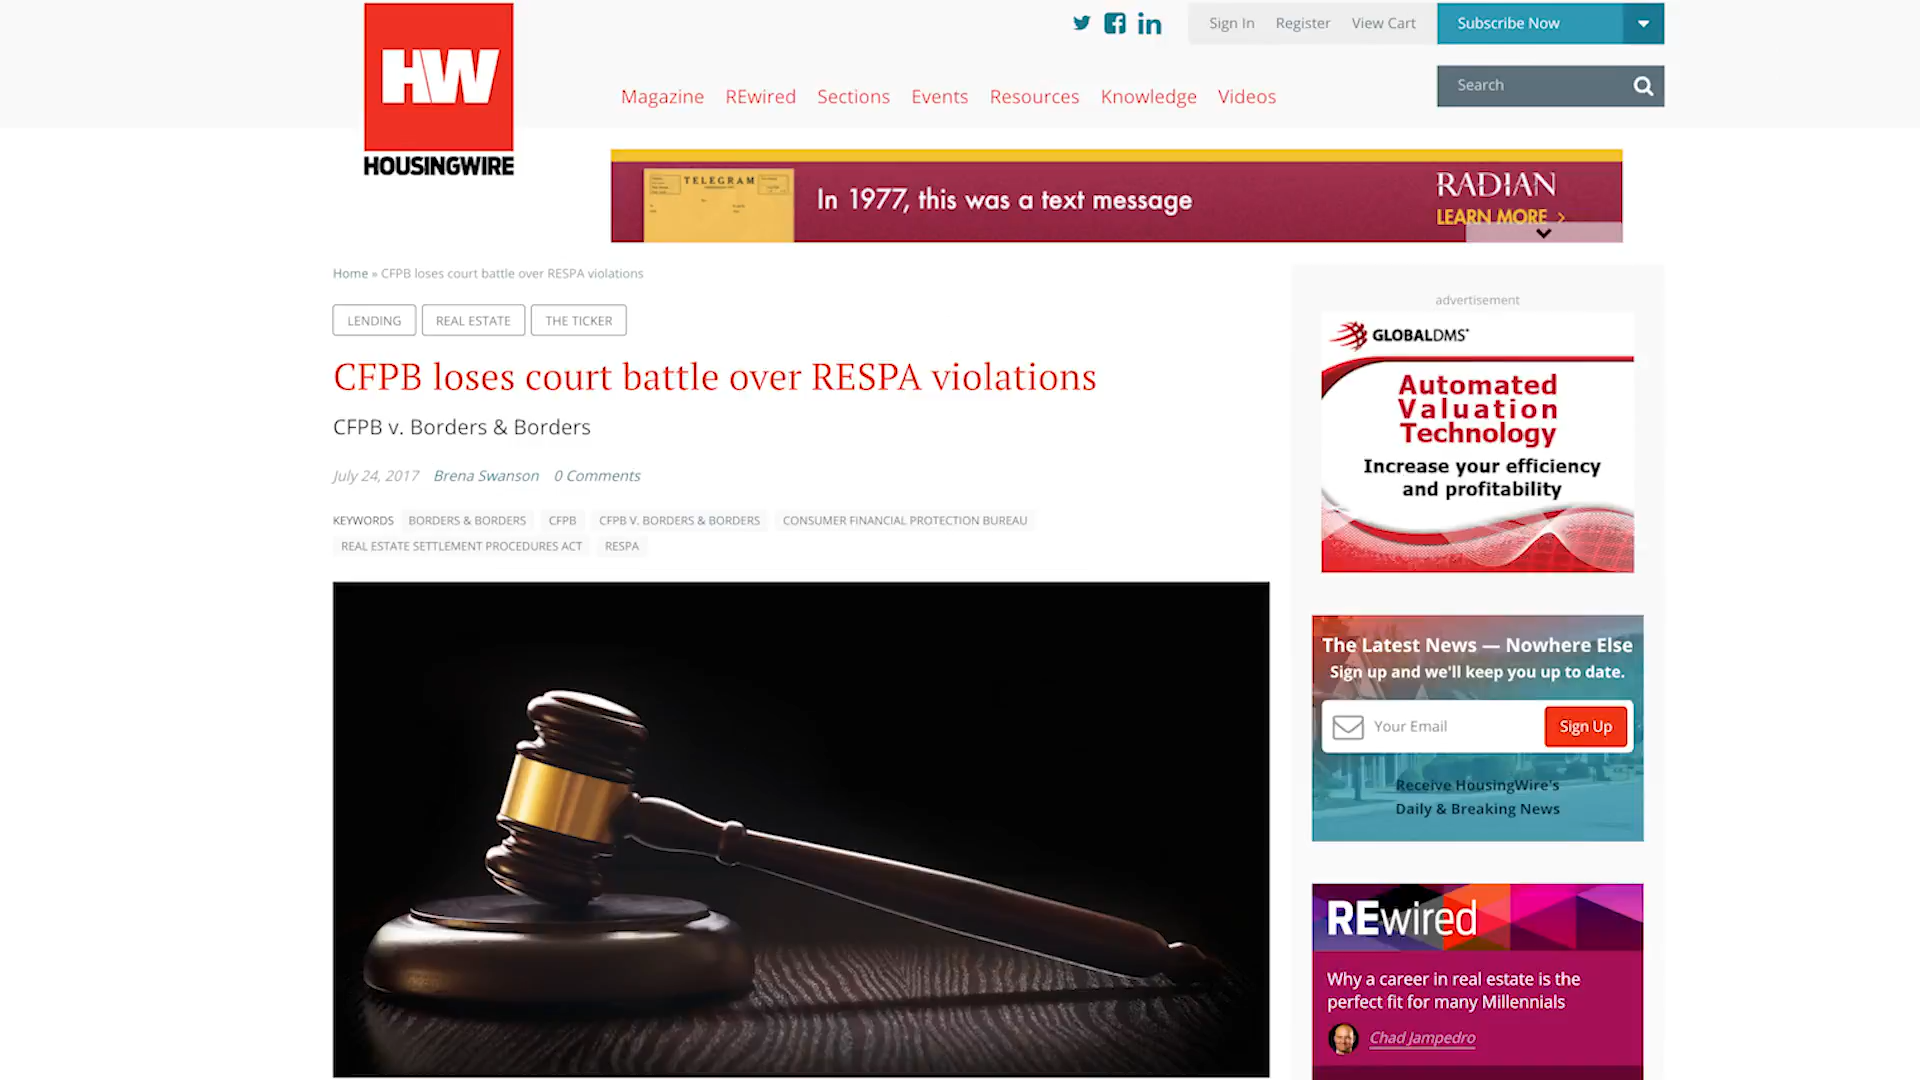 HW
HOUSINGWIRE
Sign In Register View Cart
Subscribe Now
Search
Magazine REwired Sections Events Resources Knowledge Videos
TELEGRAM
In 1977, this was a text message
RADIAN
LEARN MORE >
Home » CFPB loses court battle over RESPA violations
LENDING REAL ESTATE THE TICKER
CFPB loses court battle over RESPA violations
CFPB v. Borders & Borders
July 24, 2017 Brena Swanson 0 Comments
KEYWORDS BORDERS & BORDERS CFPB CFPB V. BORDERS & BORDERS CONSUMER FINANCIAL PROTECTION BUREAU
REAL ESTATE SETTLEMENT PROCEDURES ACT RESPA
advertisement
GLOBALDMS
Automated
Valuation
Technology
Increase your efficiency
and profitability
The Latest News — Nowhere Else
Sign up and we'll keep you up to date.
Your Email
Sign Up
Receive HousingWire's
Daily & Breaking News
REwired
Why a career in real estate is the
perfect fit for many Millennials
Chad Jampedro